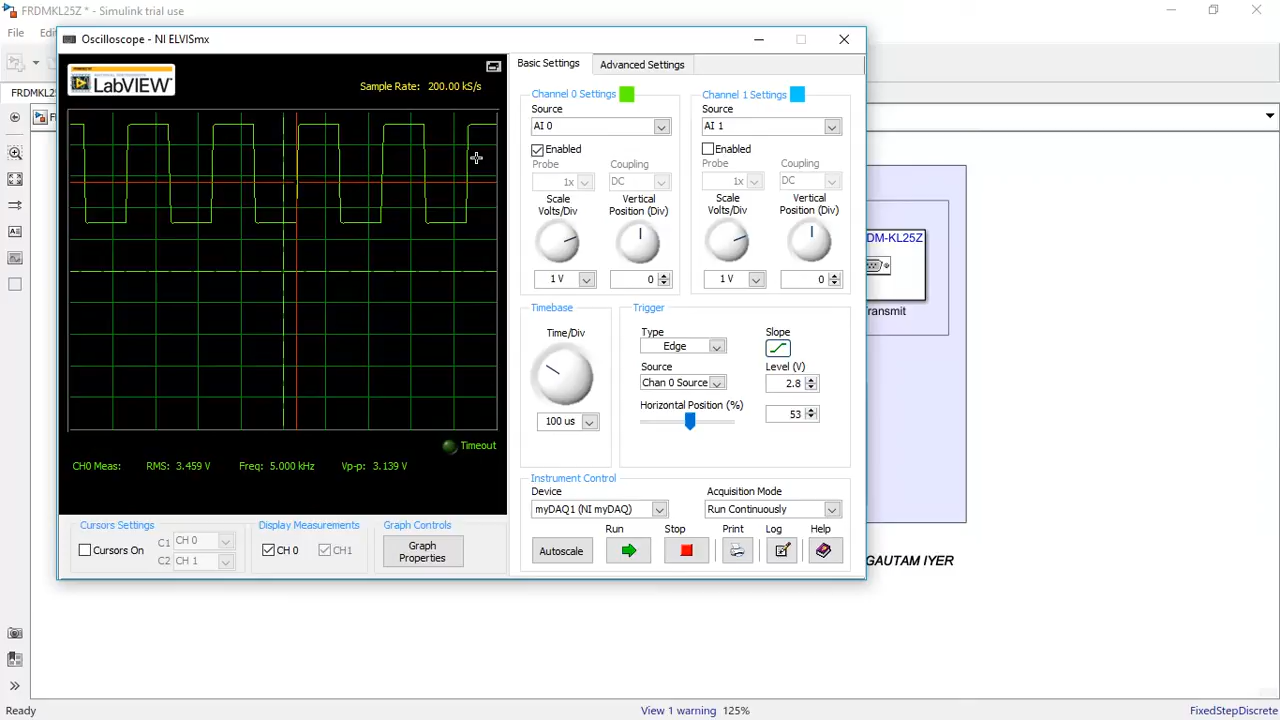 FRDMKL25Z * - Simulink trial use
File
Oscilloscope - NI ELVISmx
FRDMKL2
LabVIEW
Sample Rate: 200.00 kS/s
Timeout
CH0 Meas: RMS: 3.459 V Freq: 5.000 kHz Vp-p: 3.139 V
Cursors Settings
Cursors On
C1 CH 0
C2 CH 1
Display Measurements
CH 0
CH1
Graph Controls
Graph
Properties
Basic Settings
Advanced Settings
Channel 0 Settings
Source
AI 0
Enabled
Probe
1x
Coupling
DC
Scale
Volts/Div
Vertical
Position (Div)
1 V
0
Channel 1 Settings
Source
AI 1
Enabled
Probe
1x
Coupling
DC
Scale
Volts/Div
Vertical
Position (Div)
1 V
0
Timebase
Time/Div
100 us
Trigger
Type
Edge
Slope
Source
Chan 0 Source
Level (V)
2.8
Horizontal Position (%)
53
Instrument Control
Device
myDAQ1 (NI myDAQ)
Acquisition Mode
Run Continuously
Run
Stop
Print
Log
Help
Autoscale
DM-KL25Z
ransmit
GAUTAM IYER
Ready
View 1 warning
125%
FixedStepDiscrete